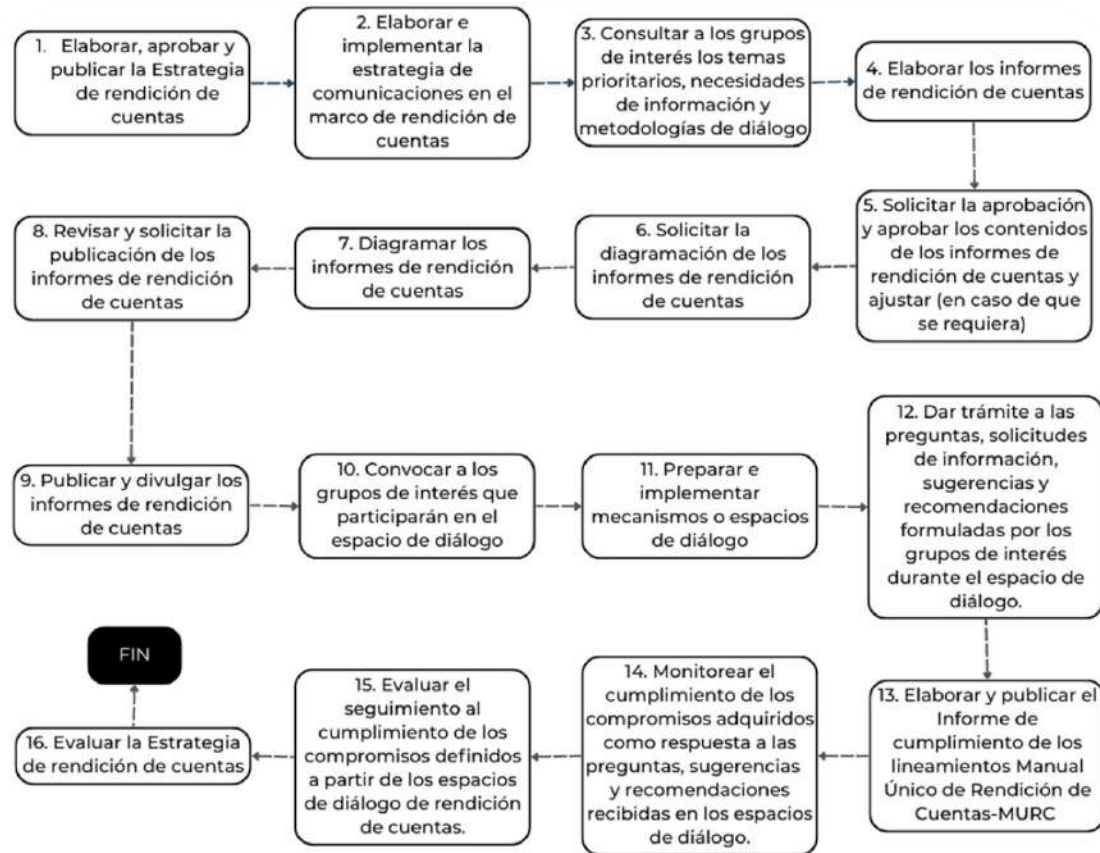 1. Elaborar, aprobar y
publicar la Estrategia
de rendición de
cuentas
2. Elaborar e
implementar la
estrategia de
comunicaciones en el
marco de rendición de
cuentas
3. Consultar a los grupos
de interés los temas
prioritarios, necesidades
de información y
metodologías de diálogo
4. Elaborar los informes
de rendición de cuentas
5. Solicitar la aprobación
y aprobar los contenidos
de los informes de
rendición de cuentas y
ajustar (en caso de que
se requiera)
6. Solicitar la
diagramación de los
informes de rendición
de cuentas
7. Diagramar los
informes de rendición
de cuentas
8. Revisar y solicitar la
publicación de los
informes de rendición
de cuentas
9. Publicar y divulgar los
informes de rendición
de cuentas
10. Convocar a los
grupos de interés que
participarán en el
espacio de diálogo
11. Preparar e
implementar
mecanismos o espacios
de diálogo
12. Dar trámite a las
preguntas, solicitudes
de información,
sugerencias y
recomendaciones
formuladas por los
grupos de interés
durante el espacio de
diálogo.
13. Elaborar y publicar el
Informe de
cumplimiento de los
lineamientos Manual
Único de Rendición de
Cuentas-MURC
14. Monitorear el
cumplimiento de los
compromisos adquiridos
como respuesta a las
preguntas, sugerencias
y recomendaciones
recibidas en los espacios
de diálogo.
15. Evaluar el
seguimiento al
cumplimiento de los
compromisos definidos
a partir de los espacios
de diálogo de rendición
de cuentas.
16. Evaluar la Estrategia
de rendición de cuentas
FIN